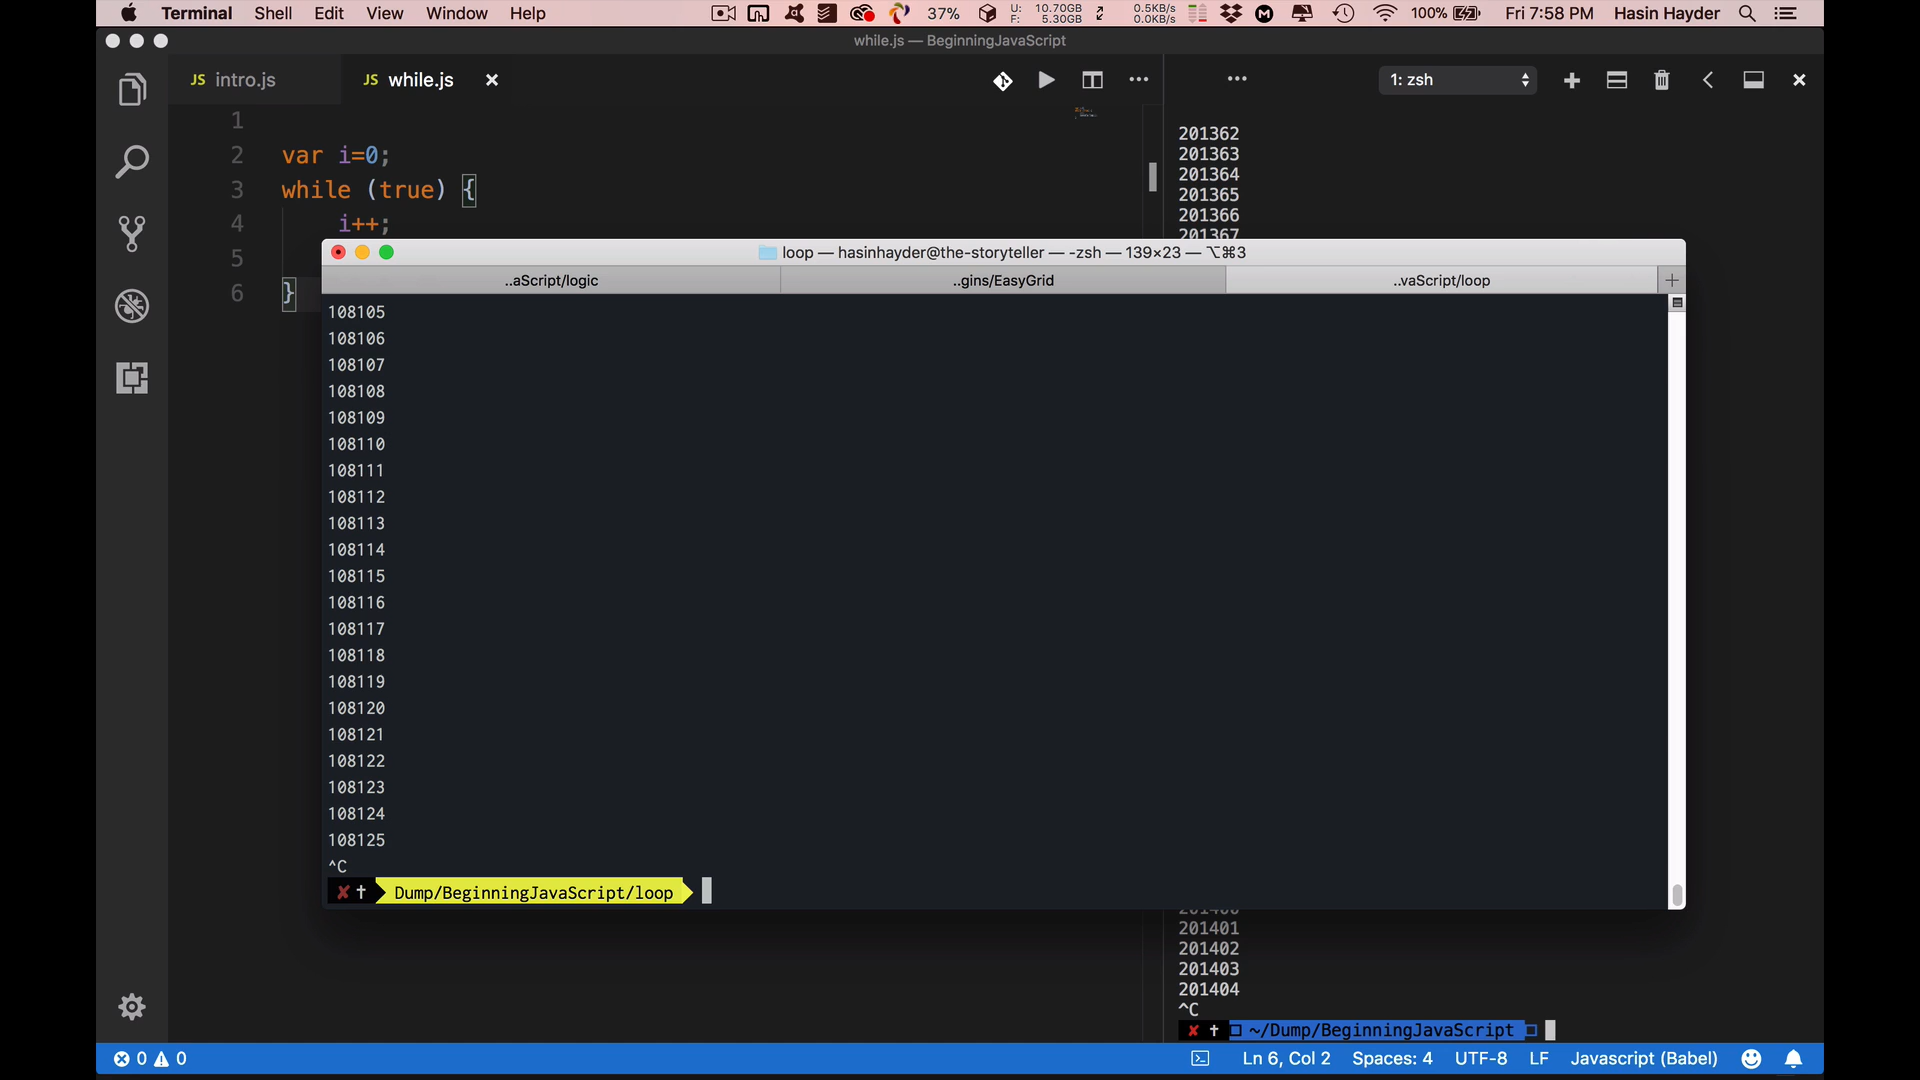 Terminal Shell Edit View Window Help 37% U: 10.70GB F: 5.30GB 0.5KB/s 0.0KB/s 100% Fri 7:58 PM Hasin Hayder
while.js — BeginningJavaScript
JS intro.js JS while.js 1: zsh
1
2 var i=0;
3 while (true) {
4 i++;
5
6 }
201362
201363
201364
201365
201366
201367
loop — hasinhayder@the-storyteller — -zsh — 139×23 — ⌥⌘3
..aScript/logic ..gins/EasyGrid ..vaScript/loop
108105
108106
108107
108108
108109
108110
108111
108112
108113
108114
108115
108116
108117
108118
108119
108120
108121
108122
108123
108124
108125
^C
✘ † Dump/BeginningJavaScript/loop
201400
201401
201402
201403
201404
^C
✘ † ~/Dump/BeginningJavaScript
0 0 Ln 6, Col 2 Spaces: 4 UTF-8 LF Javascript (Babel)